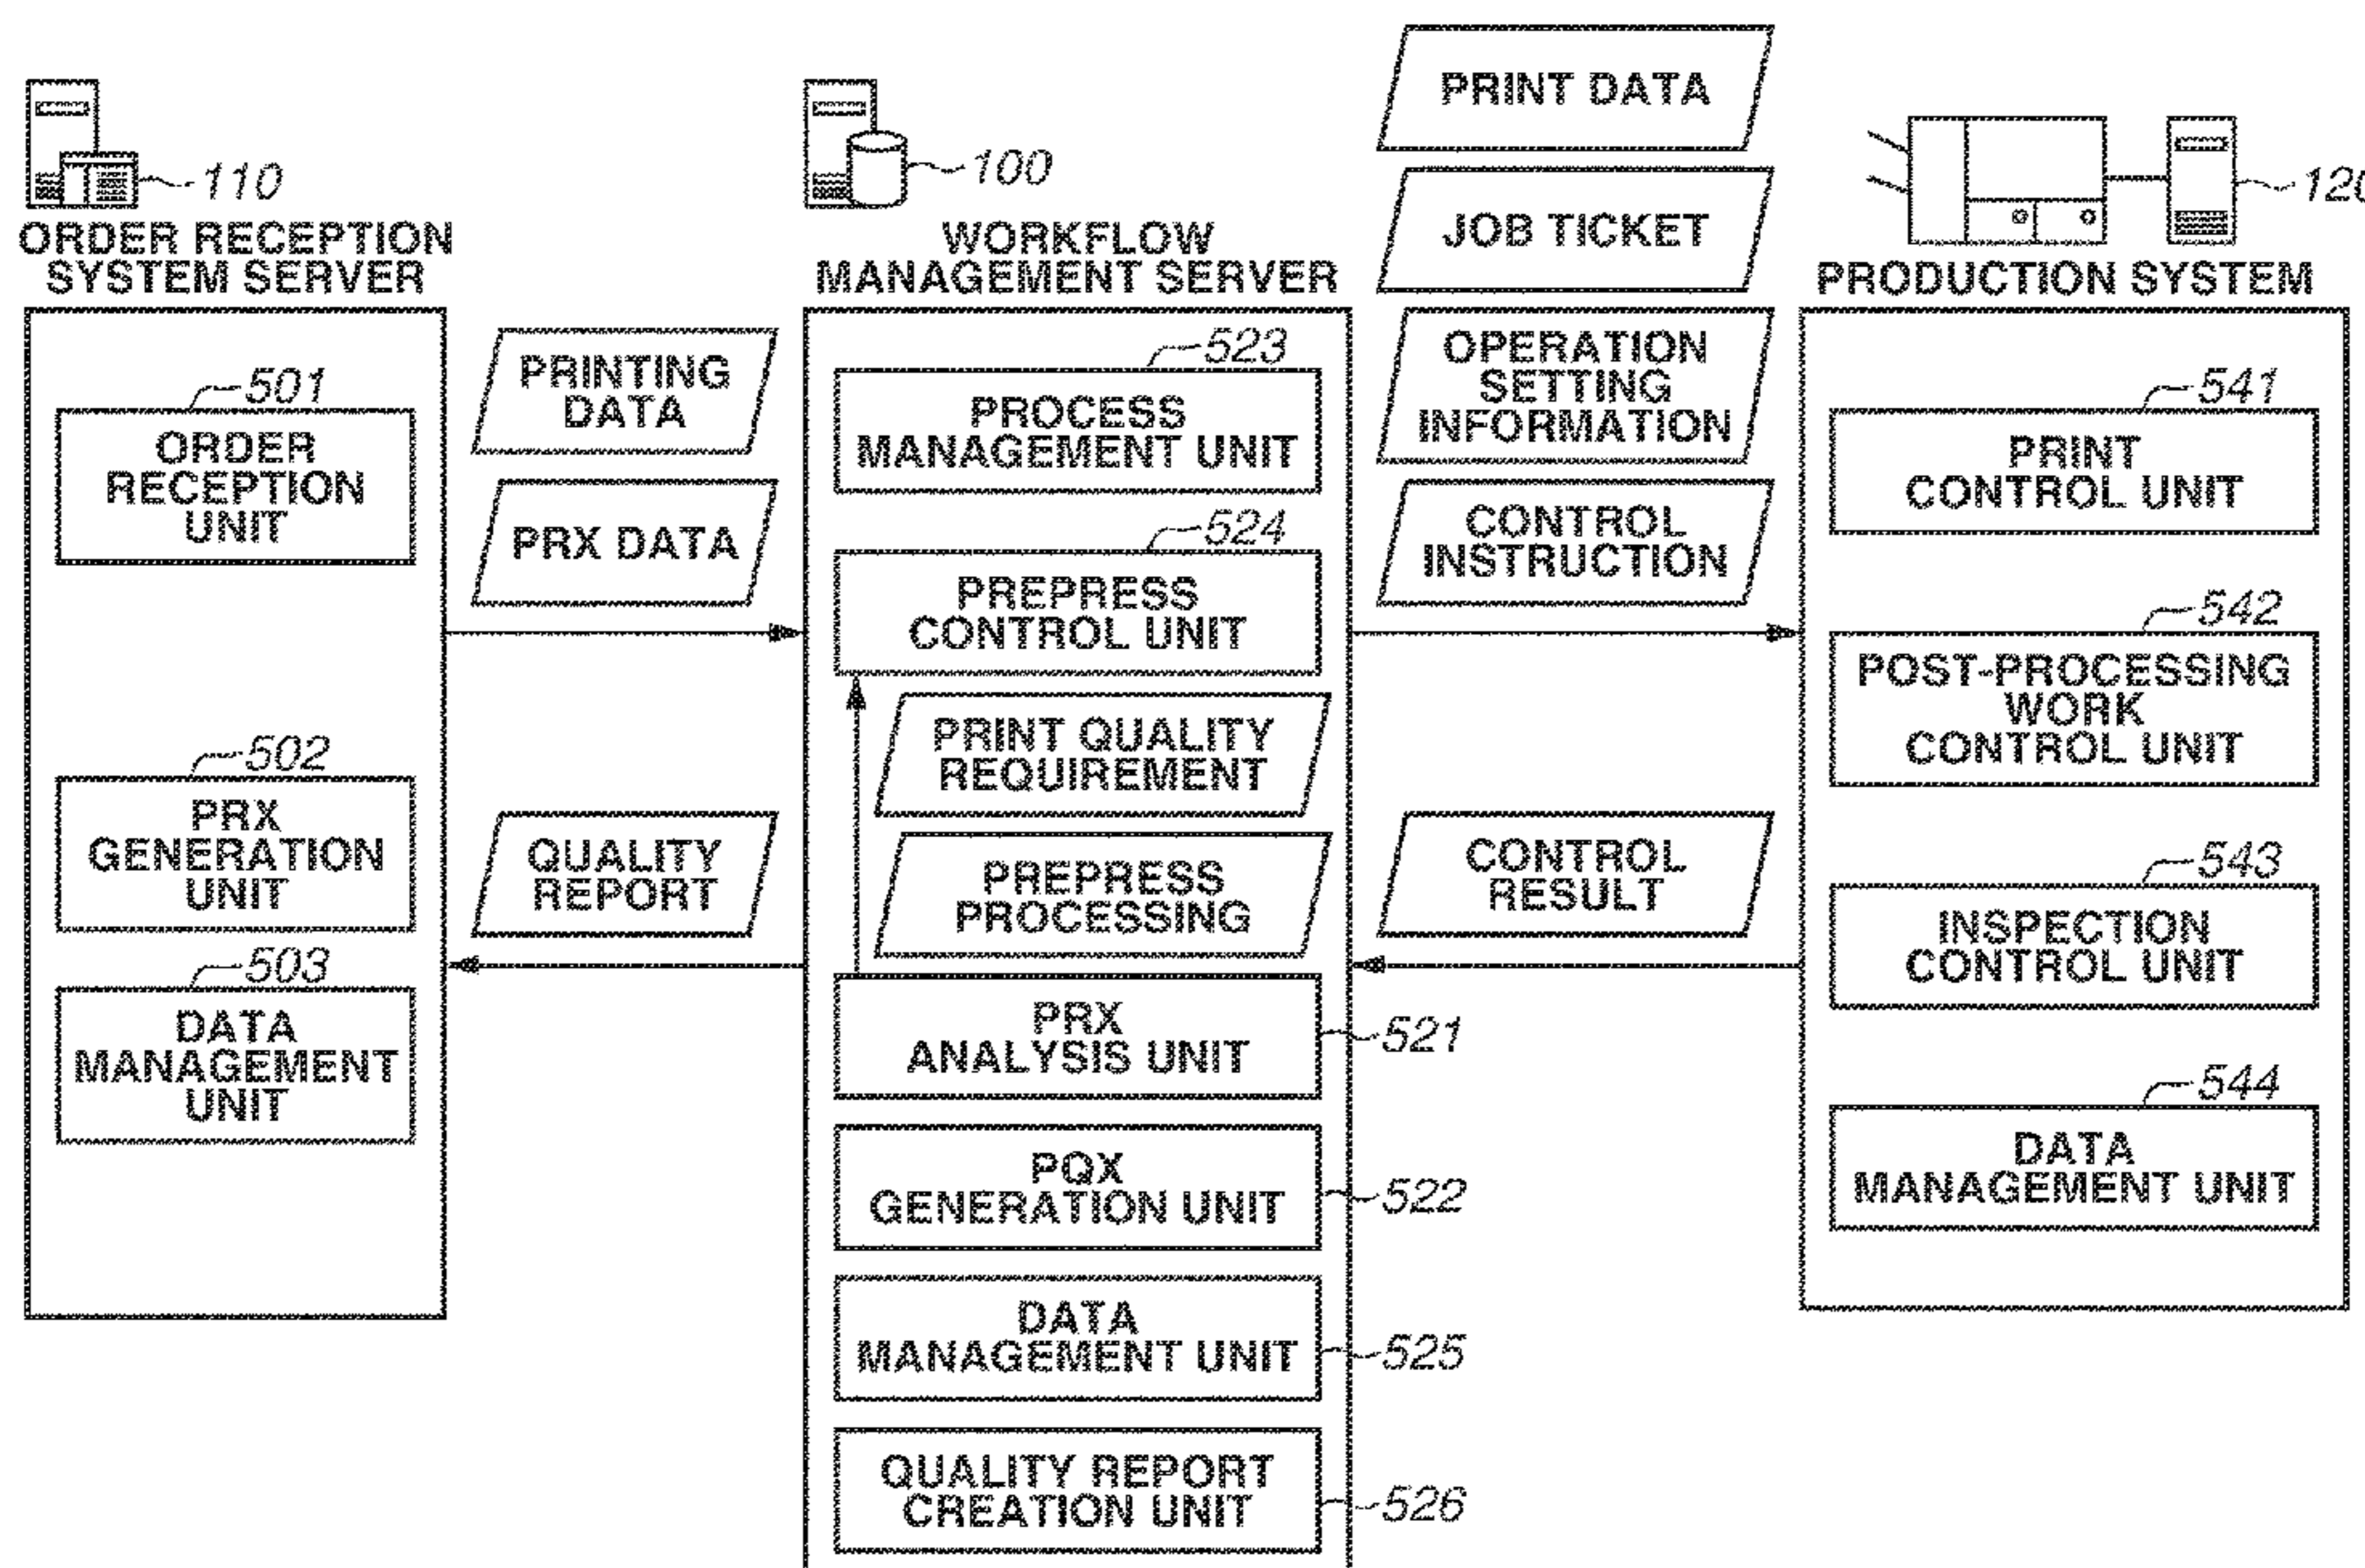 110
ORDER RECEPTION
SYSTEM SERVER
501
ORDER
RECEPTION
UNIT
502
PRX
GENERATION
UNIT
503
DATA
MANAGEMENT
UNIT
PRINTING
DATA
PRX DATA
QUALITY
REPORT
100
WORKFLOW
MANAGEMENT SERVER
523
PROCESS
MANAGEMENT UNIT
524
PREPRESS
CONTROL UNIT
PRINT QUALITY
REQUIREMENT
PREPRESS
PROCESSING
PRX
ANALYSIS UNIT
521
PQX
GENERATION UNIT
522
DATA
MANAGEMENT UNIT
525
QUALITY REPORT
CREATION UNIT
526
PRINT DATA
JOB TICKET
OPERATION
SETTING
INFORMATION
CONTROL
INSTRUCTION
CONTROL
RESULT
120
PRODUCTION SYSTEM
541
PRINT
CONTROL UNIT
542
POST-PROCESSING
WORK
CONTROL UNIT
543
INSPECTION
CONTROL UNIT
544
DATA
MANAGEMENT UNIT